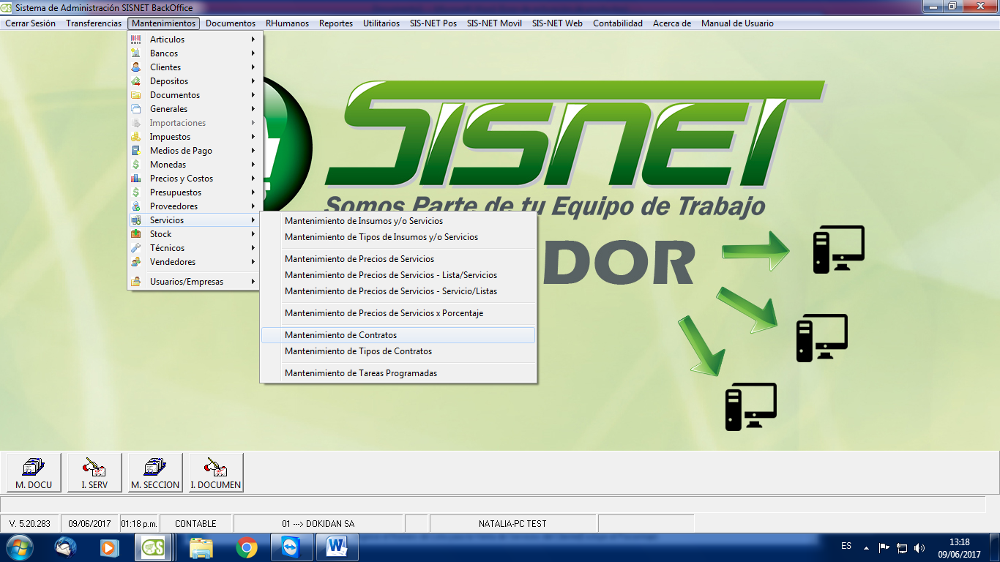 Sistema de Administración SISNET BackOffice
Cerrar Sesión Transferencias Mantenimientos Documentos RHumanos Reportes Utilitarios SIS-NET Pos SIS-NET Movil SIS-NET Web Contabilidad Acerca de Manual de Usuario
Articulos
Bancos
Clientes
Depositos
Documentos
Generales
Importaciones
Impuestos
Medios de Pago
Monedas
Precios y Costos
Presupuestos
Proveedores
Servicios
Stock
Técnicos
Vendedores
Usuarios/Empresas
SISNET
Somos Parte de tu Equipo de Trabajo
DOR
Mantenimiento de Insumos y/o Servicios
Mantenimiento de Tipos de Insumos y/o Servicios
Mantenimiento de Precios de Servicios
Mantenimiento de Precios de Servicios - Lista/Servicios
Mantenimiento de Precios de Servicios - Servicio/Listas
Mantenimiento de Precios de Servicios x Porcentaje
Mantenimiento de Contratos
Mantenimiento de Tipos de Contratos
Mantenimiento de Tareas Programadas
M. DOCU I. SERV M. SECCION I. DOCUMEN
V. 5.20.283 09/06/2017 01:18 p.m. CONTABLE 01 ---> DOKIDAN SA NATALIA-PC TEST
ES 13:18
09/06/2017